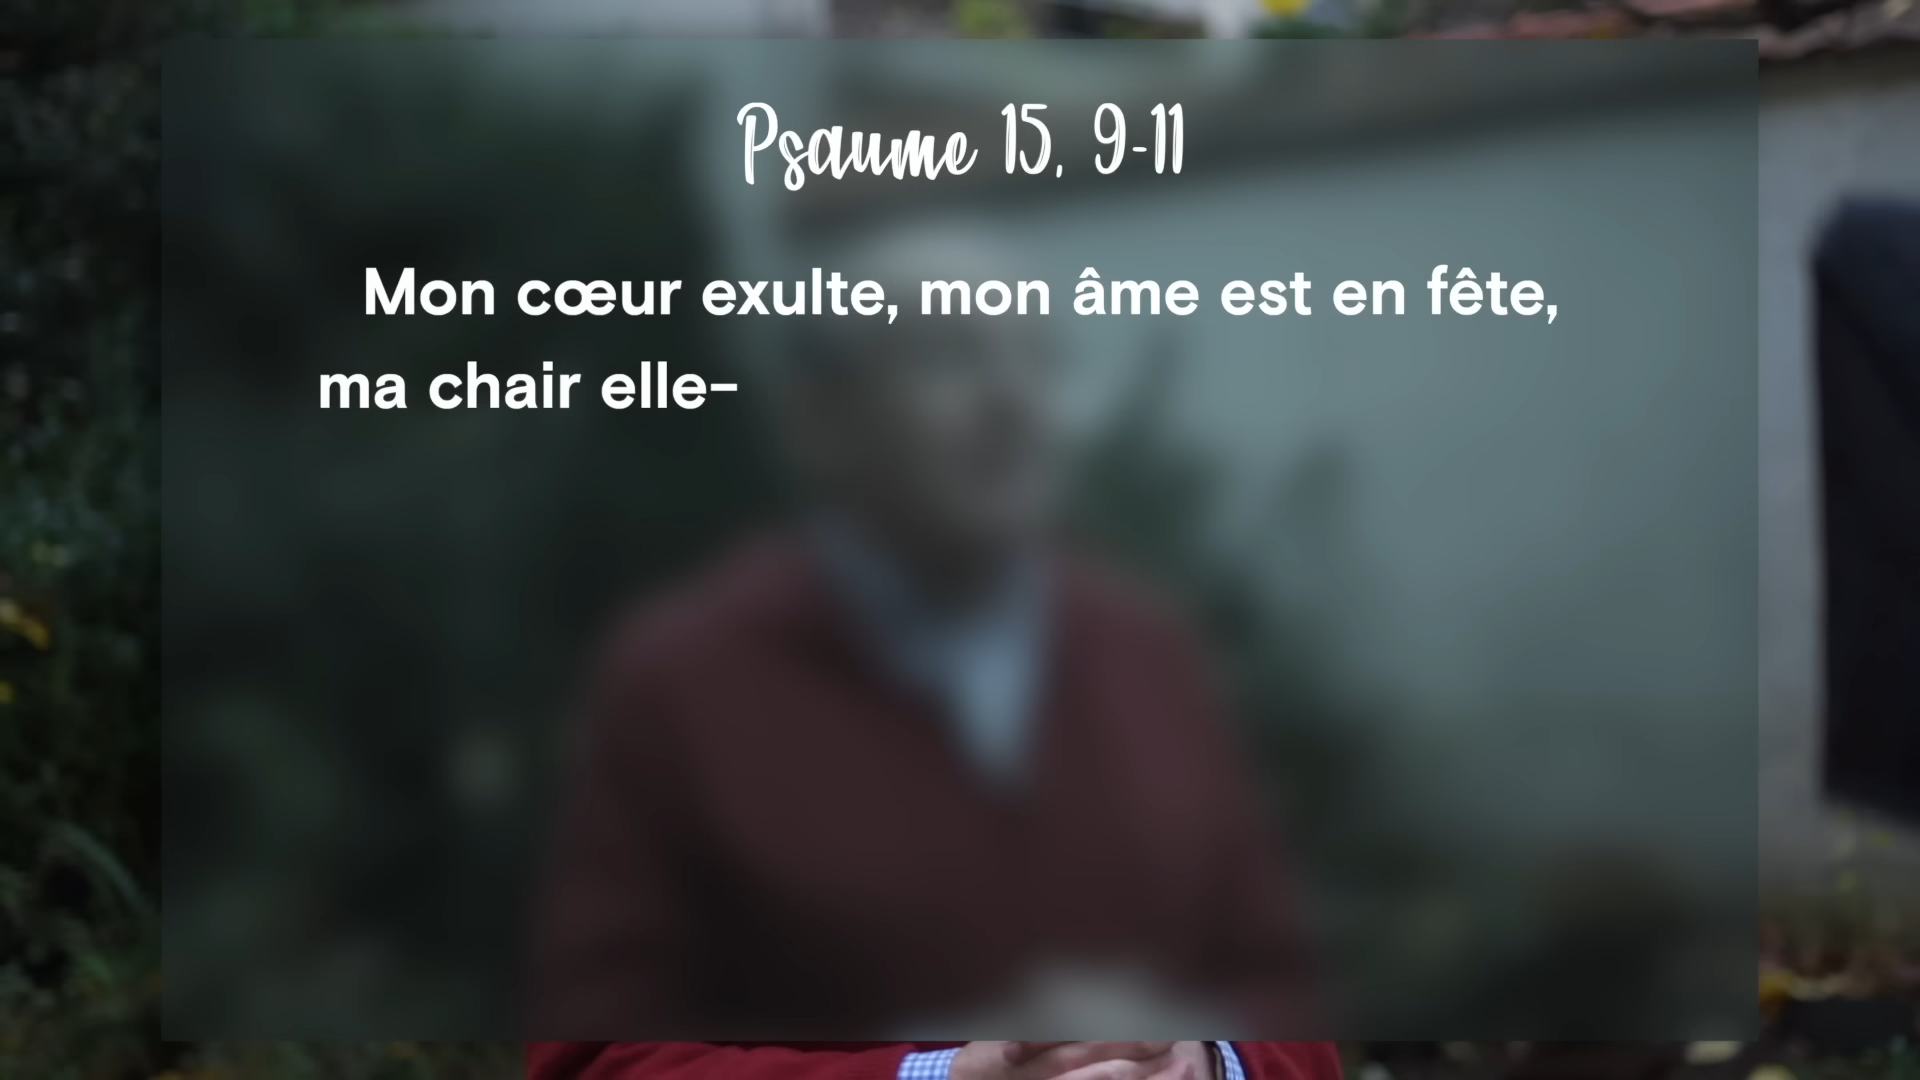 Psaume 15, 9-11
Mon cœur exulte, mon âme est en fête,
ma chair elle-